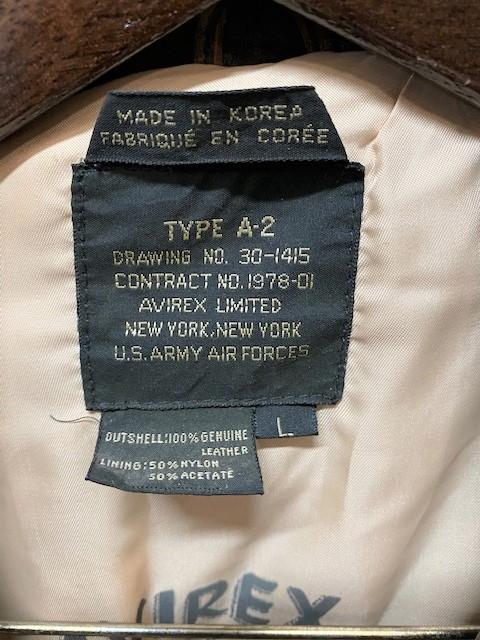 MADE IN KOREA
FABRIQUÉ EN CORÉE
TYPE A-2
DRAWING NO. 30-1415
CONTRACT NO. 1978-01
AVIREX LIMITED
NEW YORK, NEW YORK
U.S. ARMY AIR FORCES
L
OUTSHELL: 100% GENUINE
LEATHER
LINING: 50% NYLON
50% ACETATE
IREX